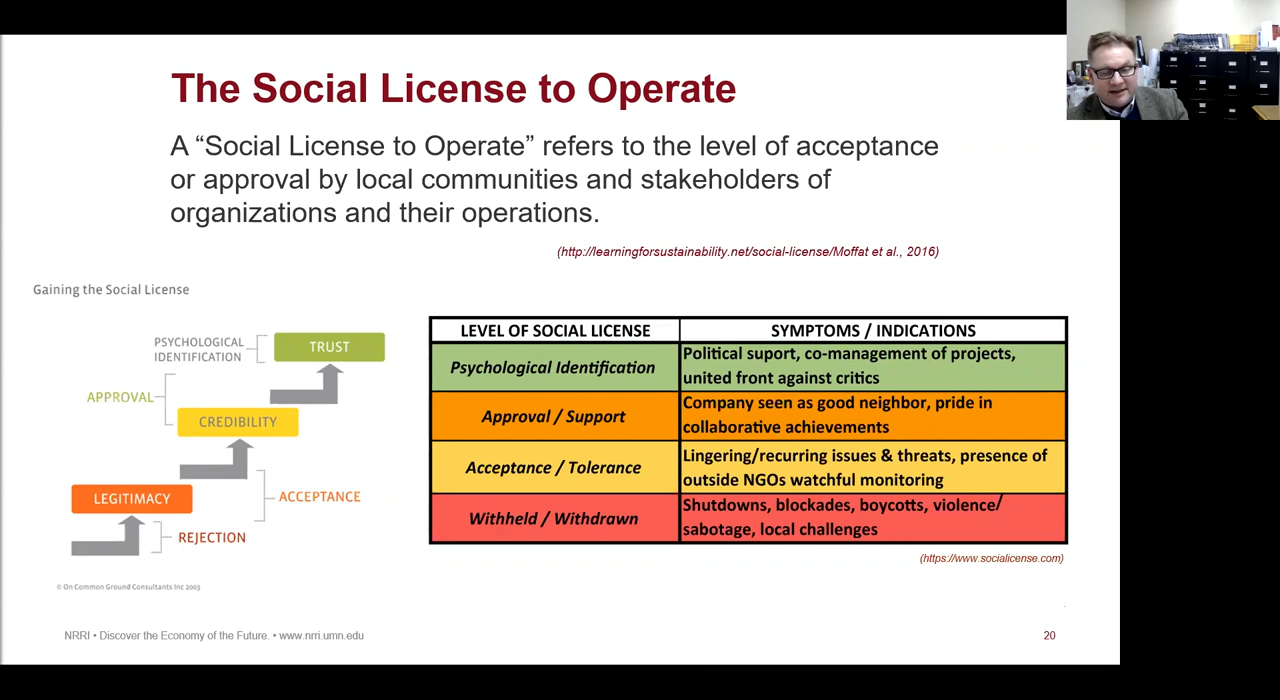 The Social License to Operate
A “Social License to Operate” refers to the level of acceptance
or approval by local communities and stakeholders of
organizations and their operations.
(http://learningforsustainability.net/social-license/Moffat et al., 2016)
Gaining the Social License
PSYCHOLOGICAL
IDENTIFICATION
TRUST
APPROVAL
CREDIBILITY
LEGITIMACY
ACCEPTANCE
REJECTION
© On Common Ground Consultants Inc 2003
LEVEL OF SOCIAL LICENSE
SYMPTOMS / INDICATIONS
Psychological Identification
Political suport, co-management of projects,
united front against critics
Approval / Support
Company seen as good neighbor, pride in
collaborative achievements
Acceptance / Tolerance
Lingering/recurring issues & threats, presence of
outside NGOs watchful monitoring
Withheld / Withdrawn
Shutdowns, blockades, boycotts, violence/
sabotage, local challenges
(https://www.socialicense.com)
NRRI • Discover the Economy of the Future. • www.nrri.umn.edu
20